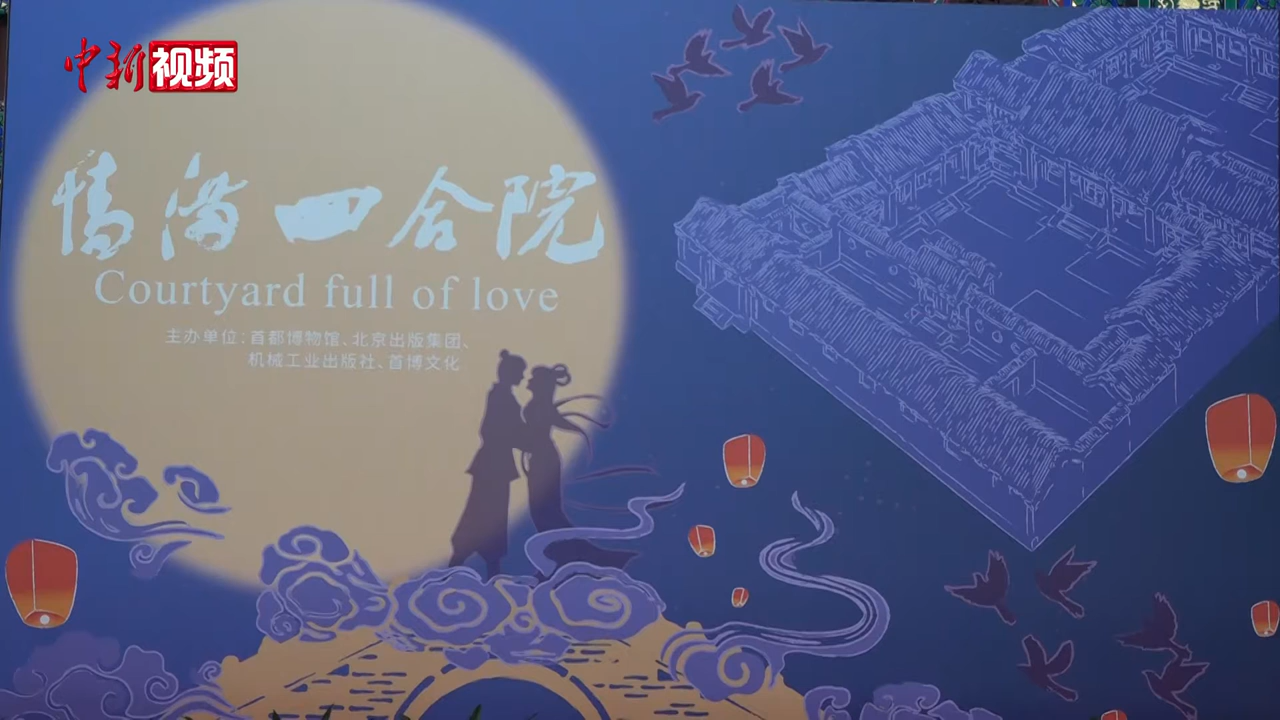 中新视频
情满四合院
Courtyard full of love
主办单位：首都博物馆、北京出版集团、
机械工业出版社、首博文化